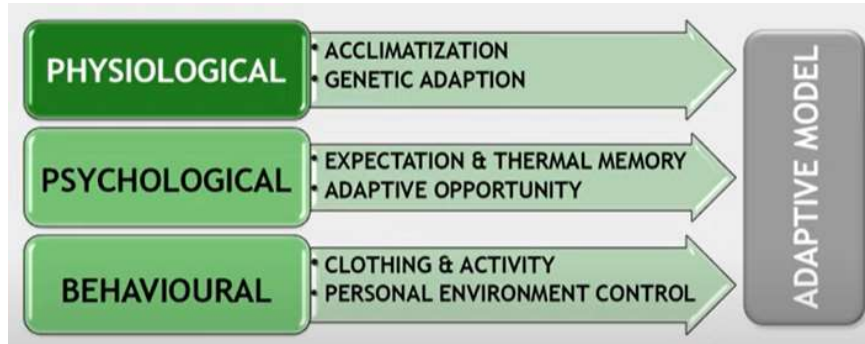 PHYSIOLOGICAL
• ACCLIMATIZATION
• GENETIC ADAPTION
PSYCHOLOGICAL
• EXPECTATION & THERMAL MEMORY
• ADAPTIVE OPPORTUNITY
BEHAVIOURAL
• CLOTHING & ACTIVITY
• PERSONAL ENVIRONMENT CONTROL
ADAPTIVE MODEL